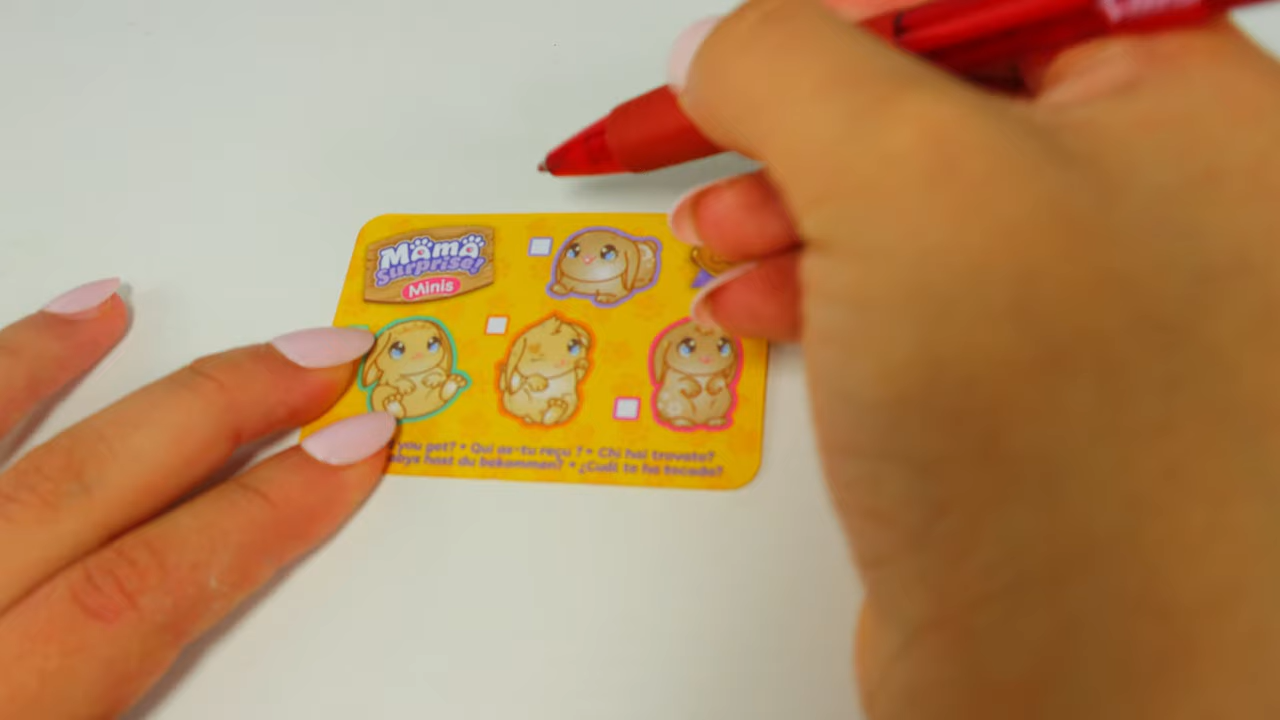 Mama
Surprise!
Minis
you get? • Qui as-tu reçu ? • Chi hai trovato?
hast du bekommen? • ¿Cuál te ha tocado?